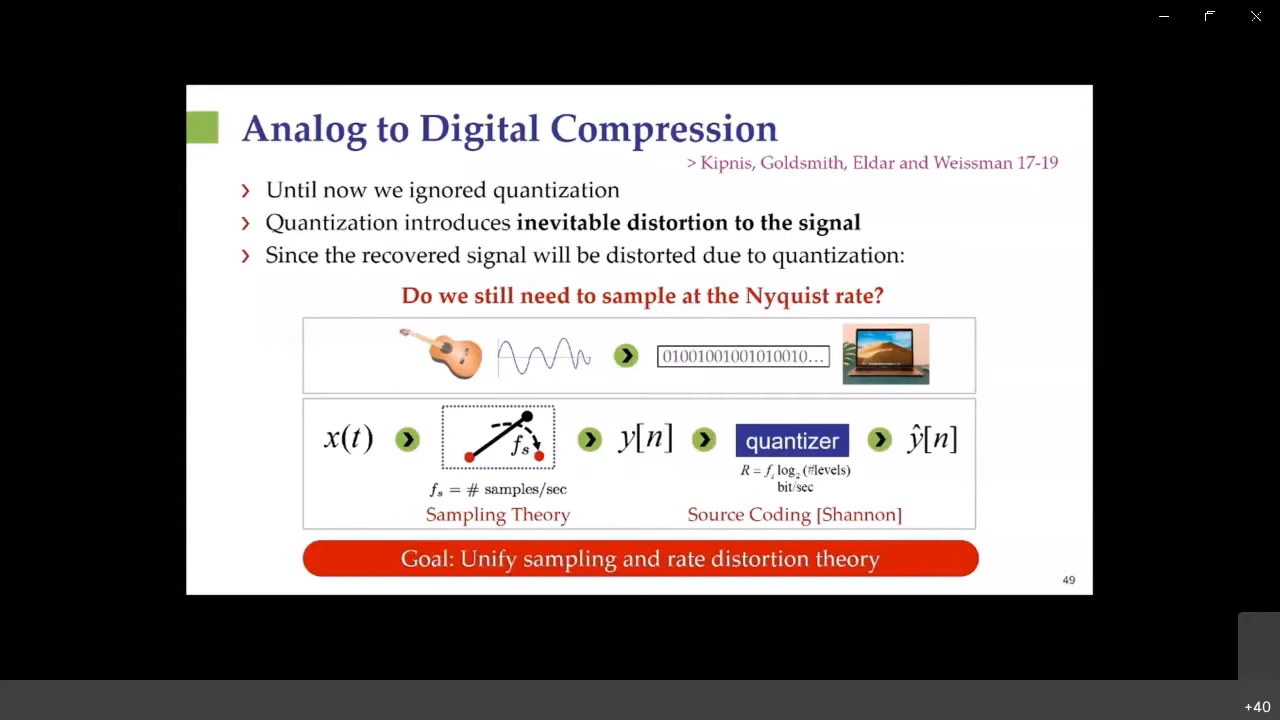 Analog to Digital Compression
> Kipnis, Goldsmith, Eldar and Weissman 17-19
› Until now we ignored quantization
› Quantization introduces inevitable distortion to the signal
› Since the recovered signal will be distorted due to quantization:
Do we still need to sample at the Nyquist rate?
01001001001010010...
x(t) fs y[n] quantizer ŷ[n]
R = fs log2 (#levels)
bit/sec
fs = # samples/sec
Sampling Theory Source Coding [Shannon]
Goal: Unify sampling and rate distortion theory
49
+40